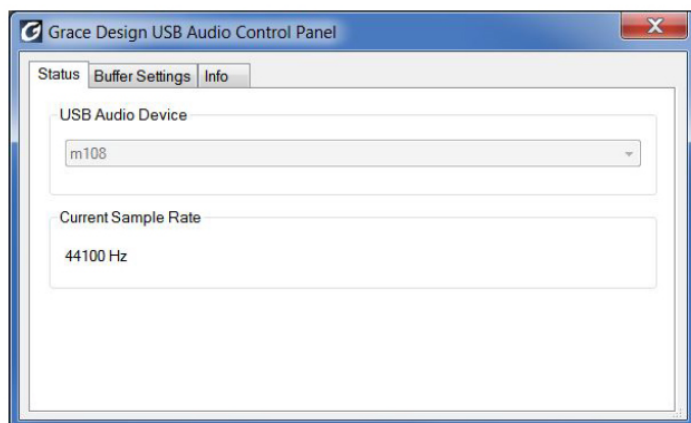 Grace Design USB Audio Control Panel
Status Buffer Settings Info
USB Audio Device
m108
Current Sample Rate
44100 Hz